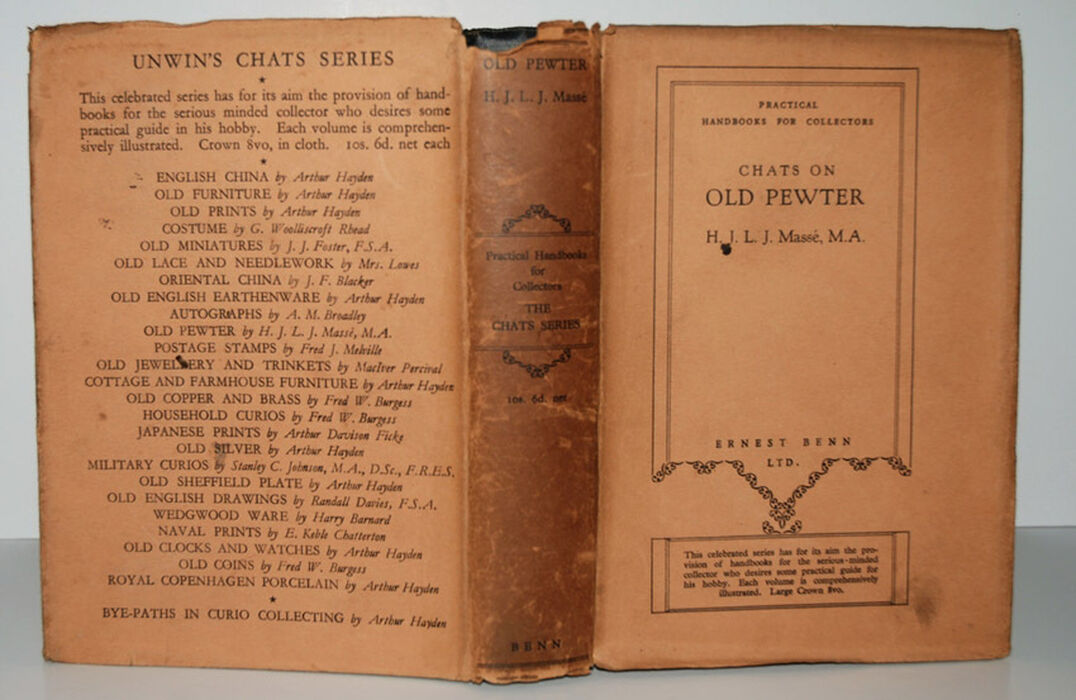 UNWIN'S CHATS SERIES
This celebrated series has for its aim the provision of hand-
books for the serious minded collector who desires some
practical guide in his hobby. Each volume is comprehen-
sively illustrated. Crown 8vo, in cloth. 10s. 6d. net each
ENGLISH CHINA by Arthur Hayden
OLD FURNITURE by Arthur Hayden
OLD PRINTS by Arthur Hayden
COSTUME by G. Woolliscroft Rhead
OLD MINIATURES by J. J. Foster, F.S.A.
OLD LACE AND NEEDLEWORK by Mrs. Lowes
ORIENTAL CHINA by J. F. Blacker
OLD ENGLISH EARTHENWARE by Arthur Hayden
AUTOGRAPHS by A. M. Broadley
OLD PEWTER by H. J. L. J. Massé, M.A.
POSTAGE STAMPS by Fred J. Melville
OLD JEWELLERY AND TRINKETS by MacIver Percival
COTTAGE AND FARMHOUSE FURNITURE by Arthur Hayden
OLD COPPER AND BRASS by Fred W. Burgess
HOUSEHOLD CURIOS by Fred W. Burgess
JAPANESE PRINTS by Arthur Davison Ficke
OLD SILVER by Arthur Hayden
MILITARY CURIOS by Stanley C. Johnson, M.A., D.Sc., F.R.E.S.
OLD SHEFFIELD PLATE by Arthur Hayden
OLD ENGLISH DRAWINGS by Randall Davies, F.S.A.
WEDGWOOD WARE by Harry Barnard
NAVAL PRINTS by E. Keble Chatterton
OLD CLOCKS AND WATCHES by Arthur Hayden
OLD COINS by Fred W. Burgess
ROYAL COPENHAGEN PORCELAIN by Arthur Hayden
BYE-PATHS IN CURIO COLLECTING by Arthur Hayden
OLD PEWTER
H. J. L. J. Massé
Practical Handbooks
for
Collectors
THE
CHATS SERIES
10s. 6d. net
BENN
PRACTICAL
HANDBOOKS FOR COLLECTORS
CHATS ON
OLD PEWTER
H. J. L. J. Massé, M.A.
ERNEST BENN
LTD.
This celebrated series has for its aim the pro-
vision of handbooks for the serious-minded
collector who desires some practical guide for
his hobby. Each volume is comprehensively
illustrated. Large Crown 8vo.